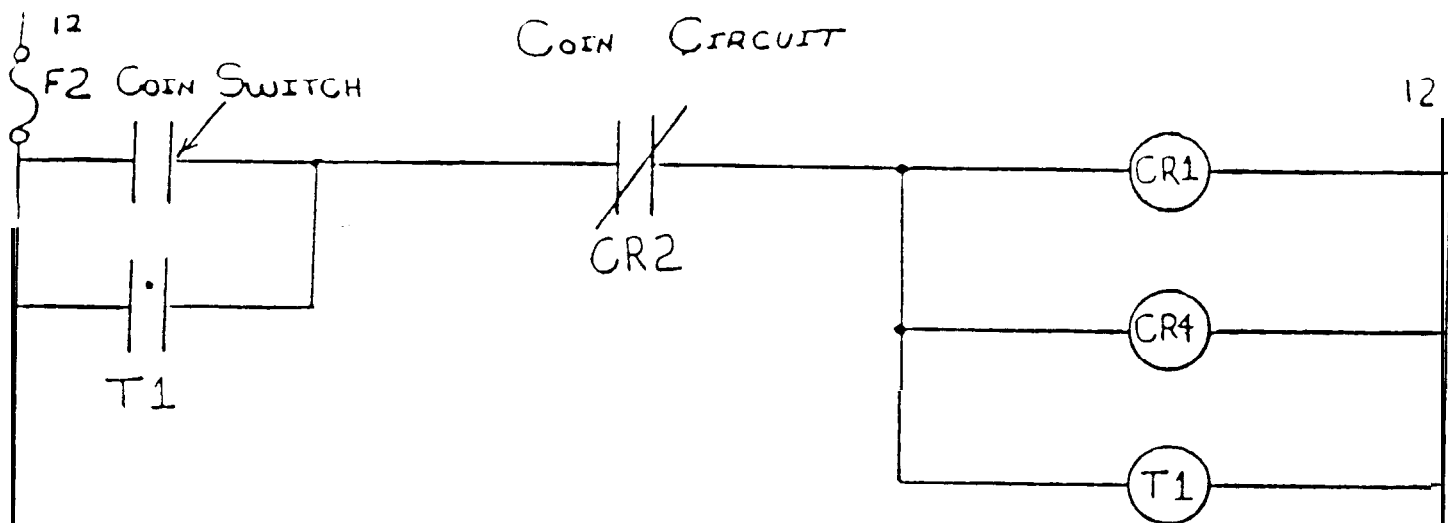 12
COIN CIRCUIT
F2 COIN SWITCH
12
CR1
CR2
T1
CR4
T1